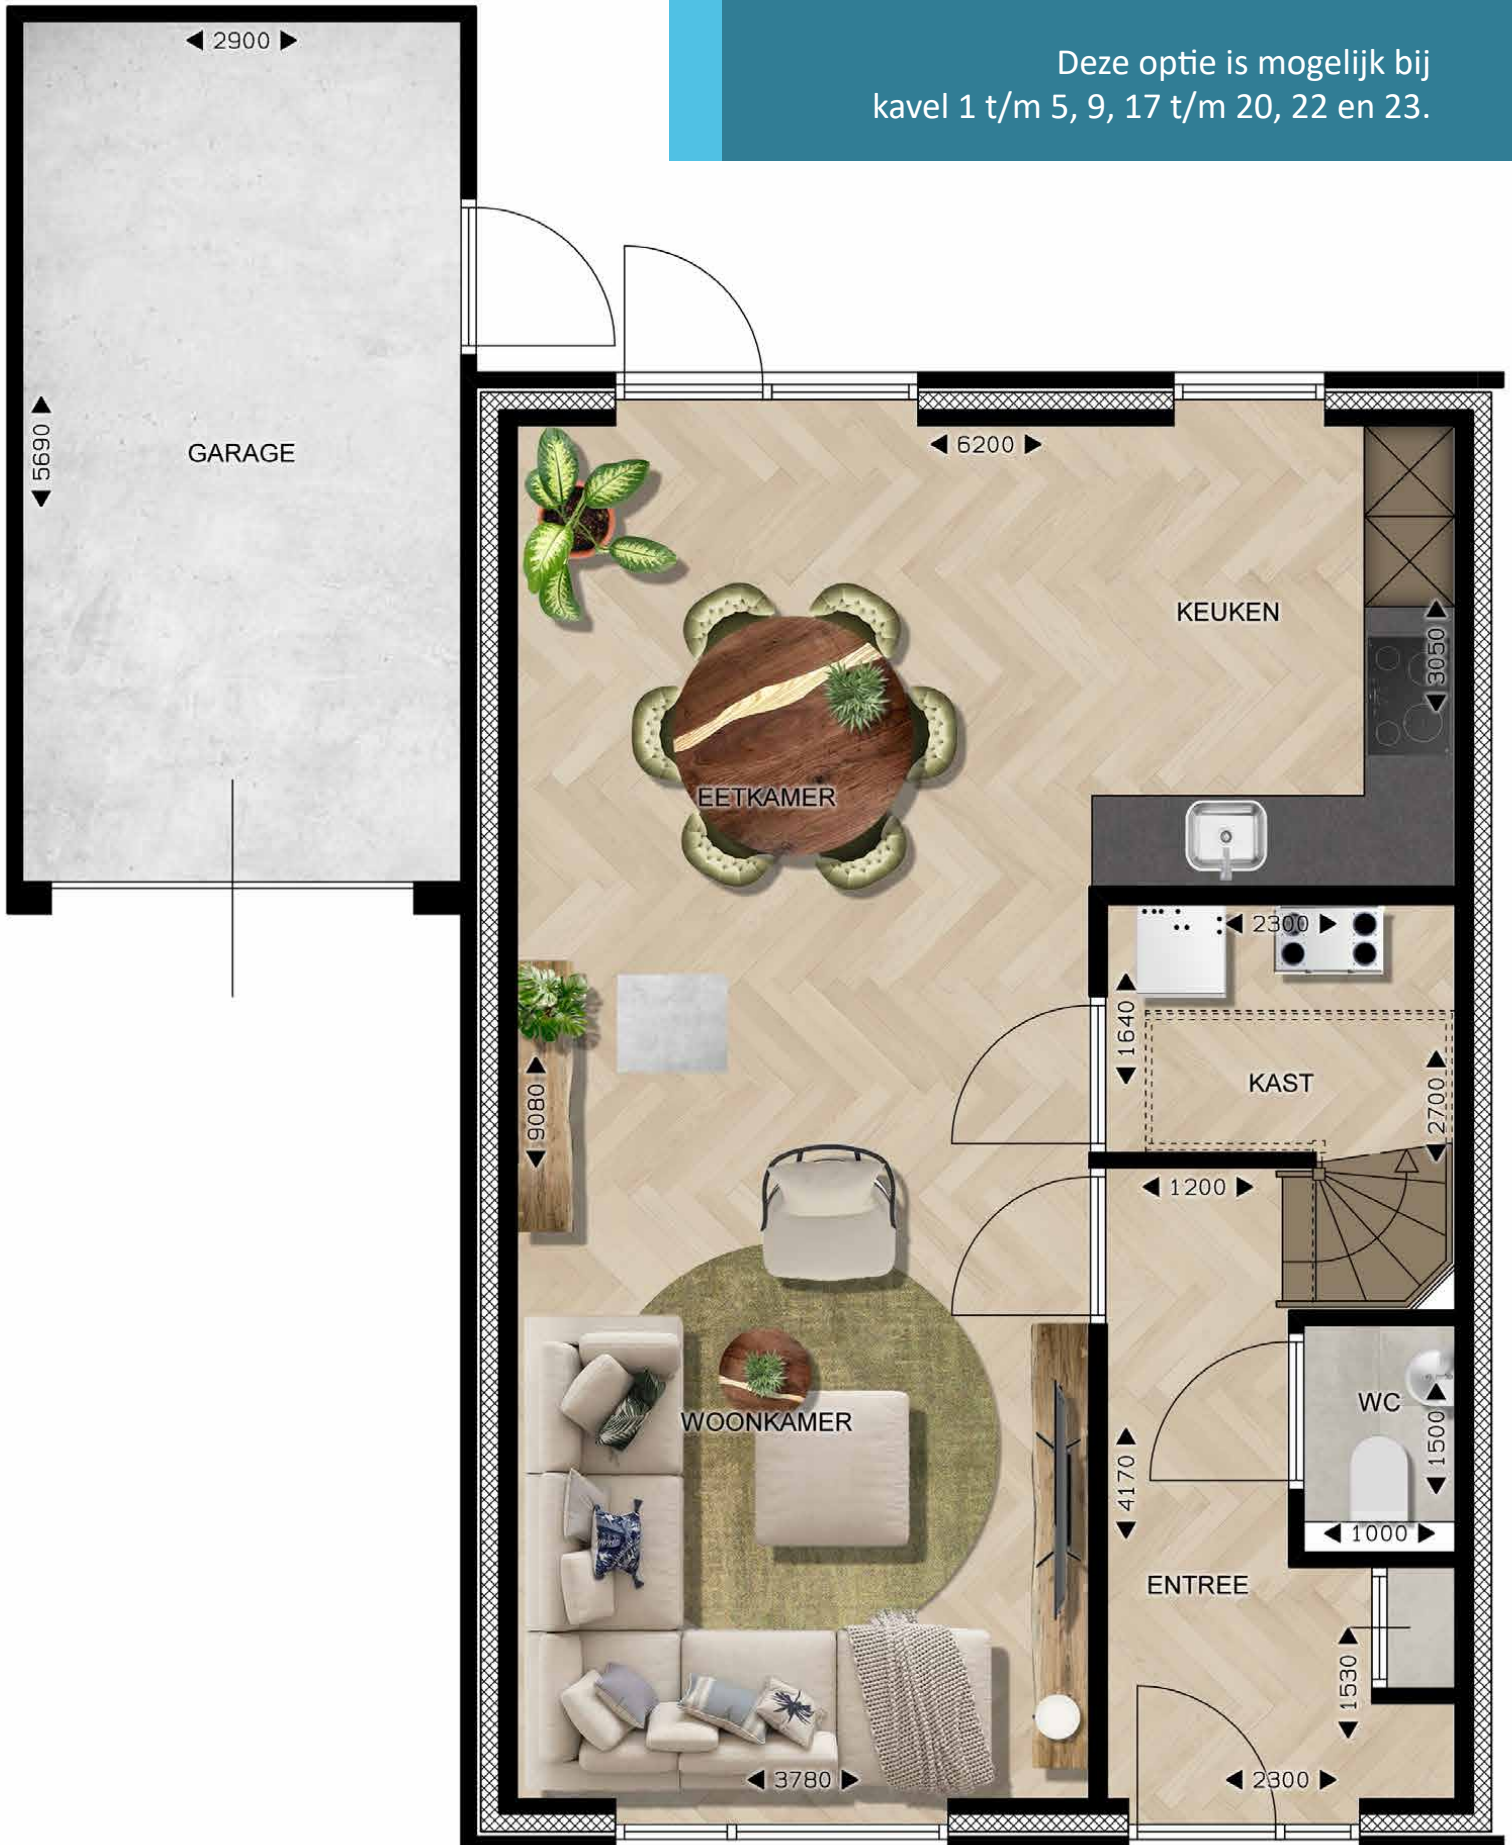 Deze optie is mogelijk bij
kavel 1 t/m 5, 9, 17 t/m 20, 22 en 23.
2900
5690
GARAGE
6200
KEUKEN
3050
EETKAMER
2300
1640
KAST
2700
9080
1200
WOONKAMER
WC
1500
4170
1000
ENTREE
1530
3780
2300